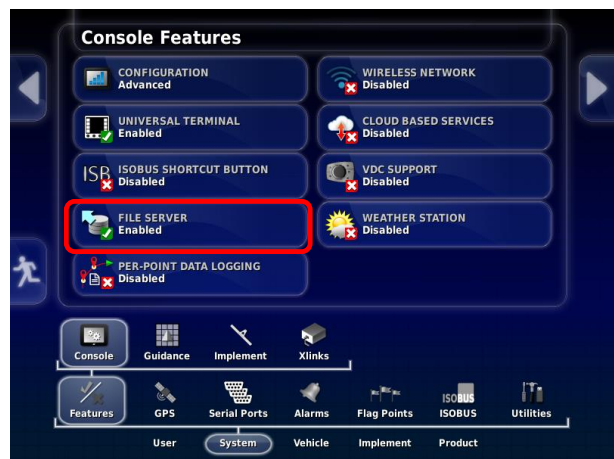 Console Features
CONFIGURATION
Advanced
WIRELESS NETWORK
Disabled
UNIVERSAL TERMINAL
Enabled
CLOUD BASED SERVICES
Disabled
ISB
ISOBUS SHORTCUT BUTTON
Disabled
VDC SUPPORT
Disabled
FILE SERVER
Enabled
WEATHER STATION
Disabled
PER-POINT DATA LOGGING
Disabled
Console Guidance Implement Xlinks
ISOBUS
Features GPS Serial Ports Alarms Flag Points ISOBUS Utilities
User System Vehicle Implement Product